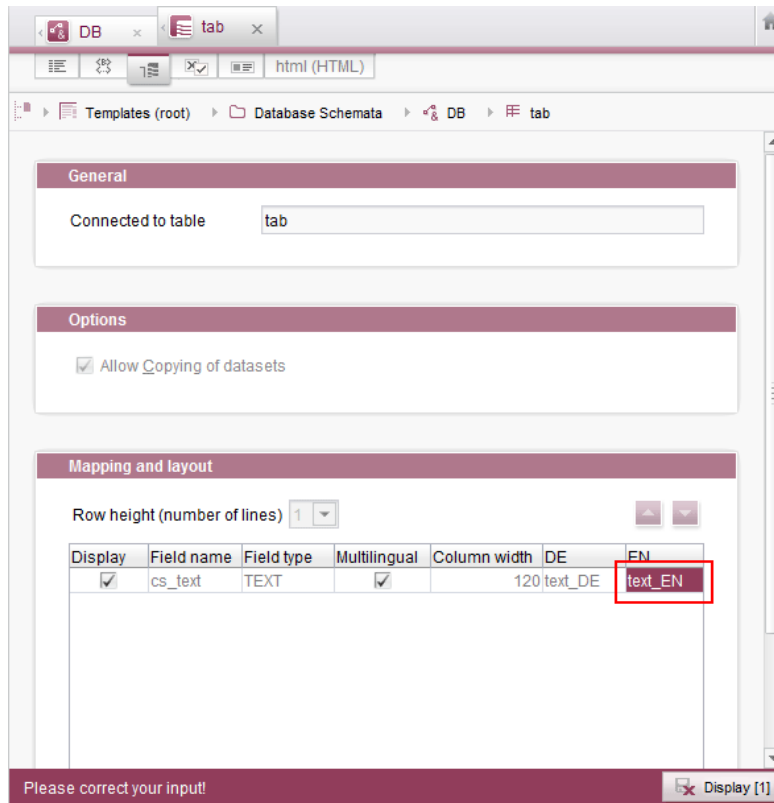 DB
tab
html (HTML)
Templates (root) Database Schemata DB tab
General
Connected to table tab
Options
Allow Copying of datasets
Mapping and layout
Row height (number of lines) 1
Display Field name Field type Multilingual Column width DE EN
cs_text TEXT 120 text_DE text_EN
Please correct your input! Display [1]